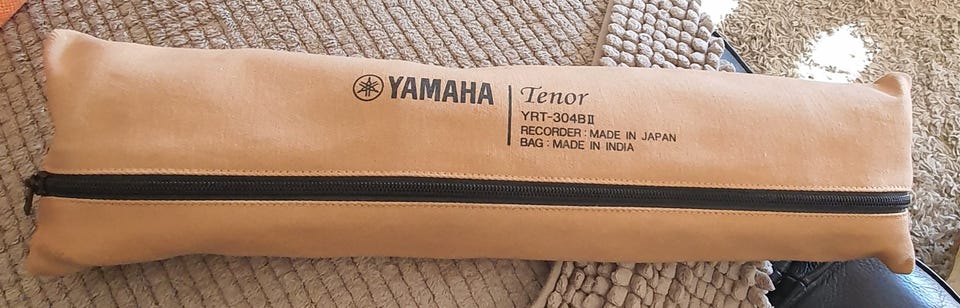 YAMAHA
Tenor
YRT-304BII
RECORDER : MADE IN JAPAN
BAG : MADE IN INDIA